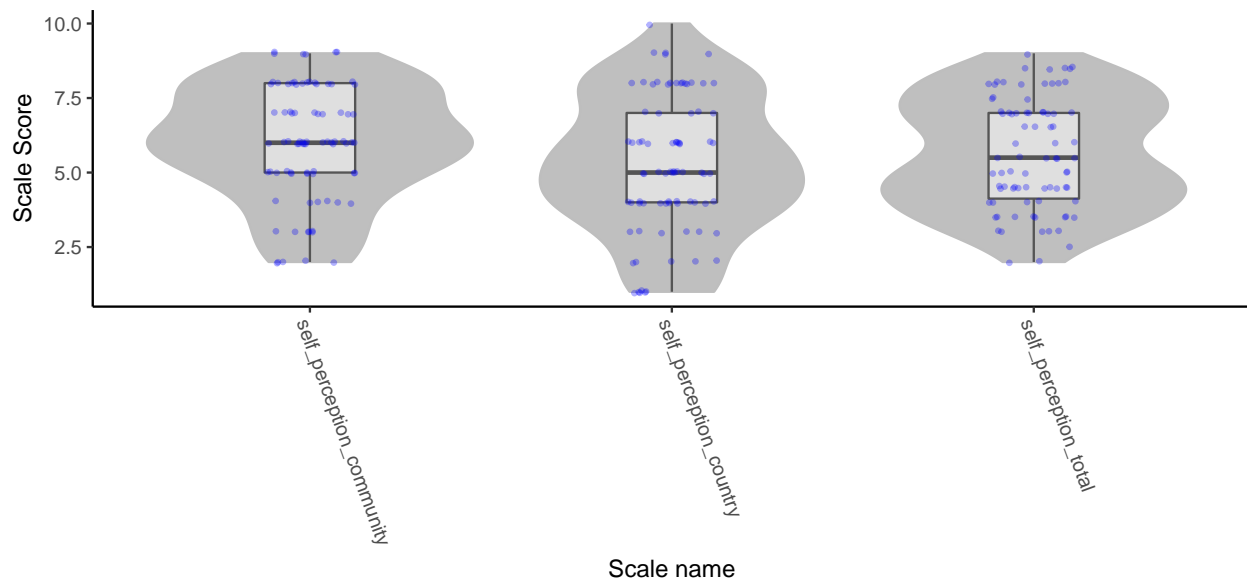 10.0
7.5
5.0
2.5
Scale Score
self_perception_community
self_perception_country
self_perception_total
Scale name